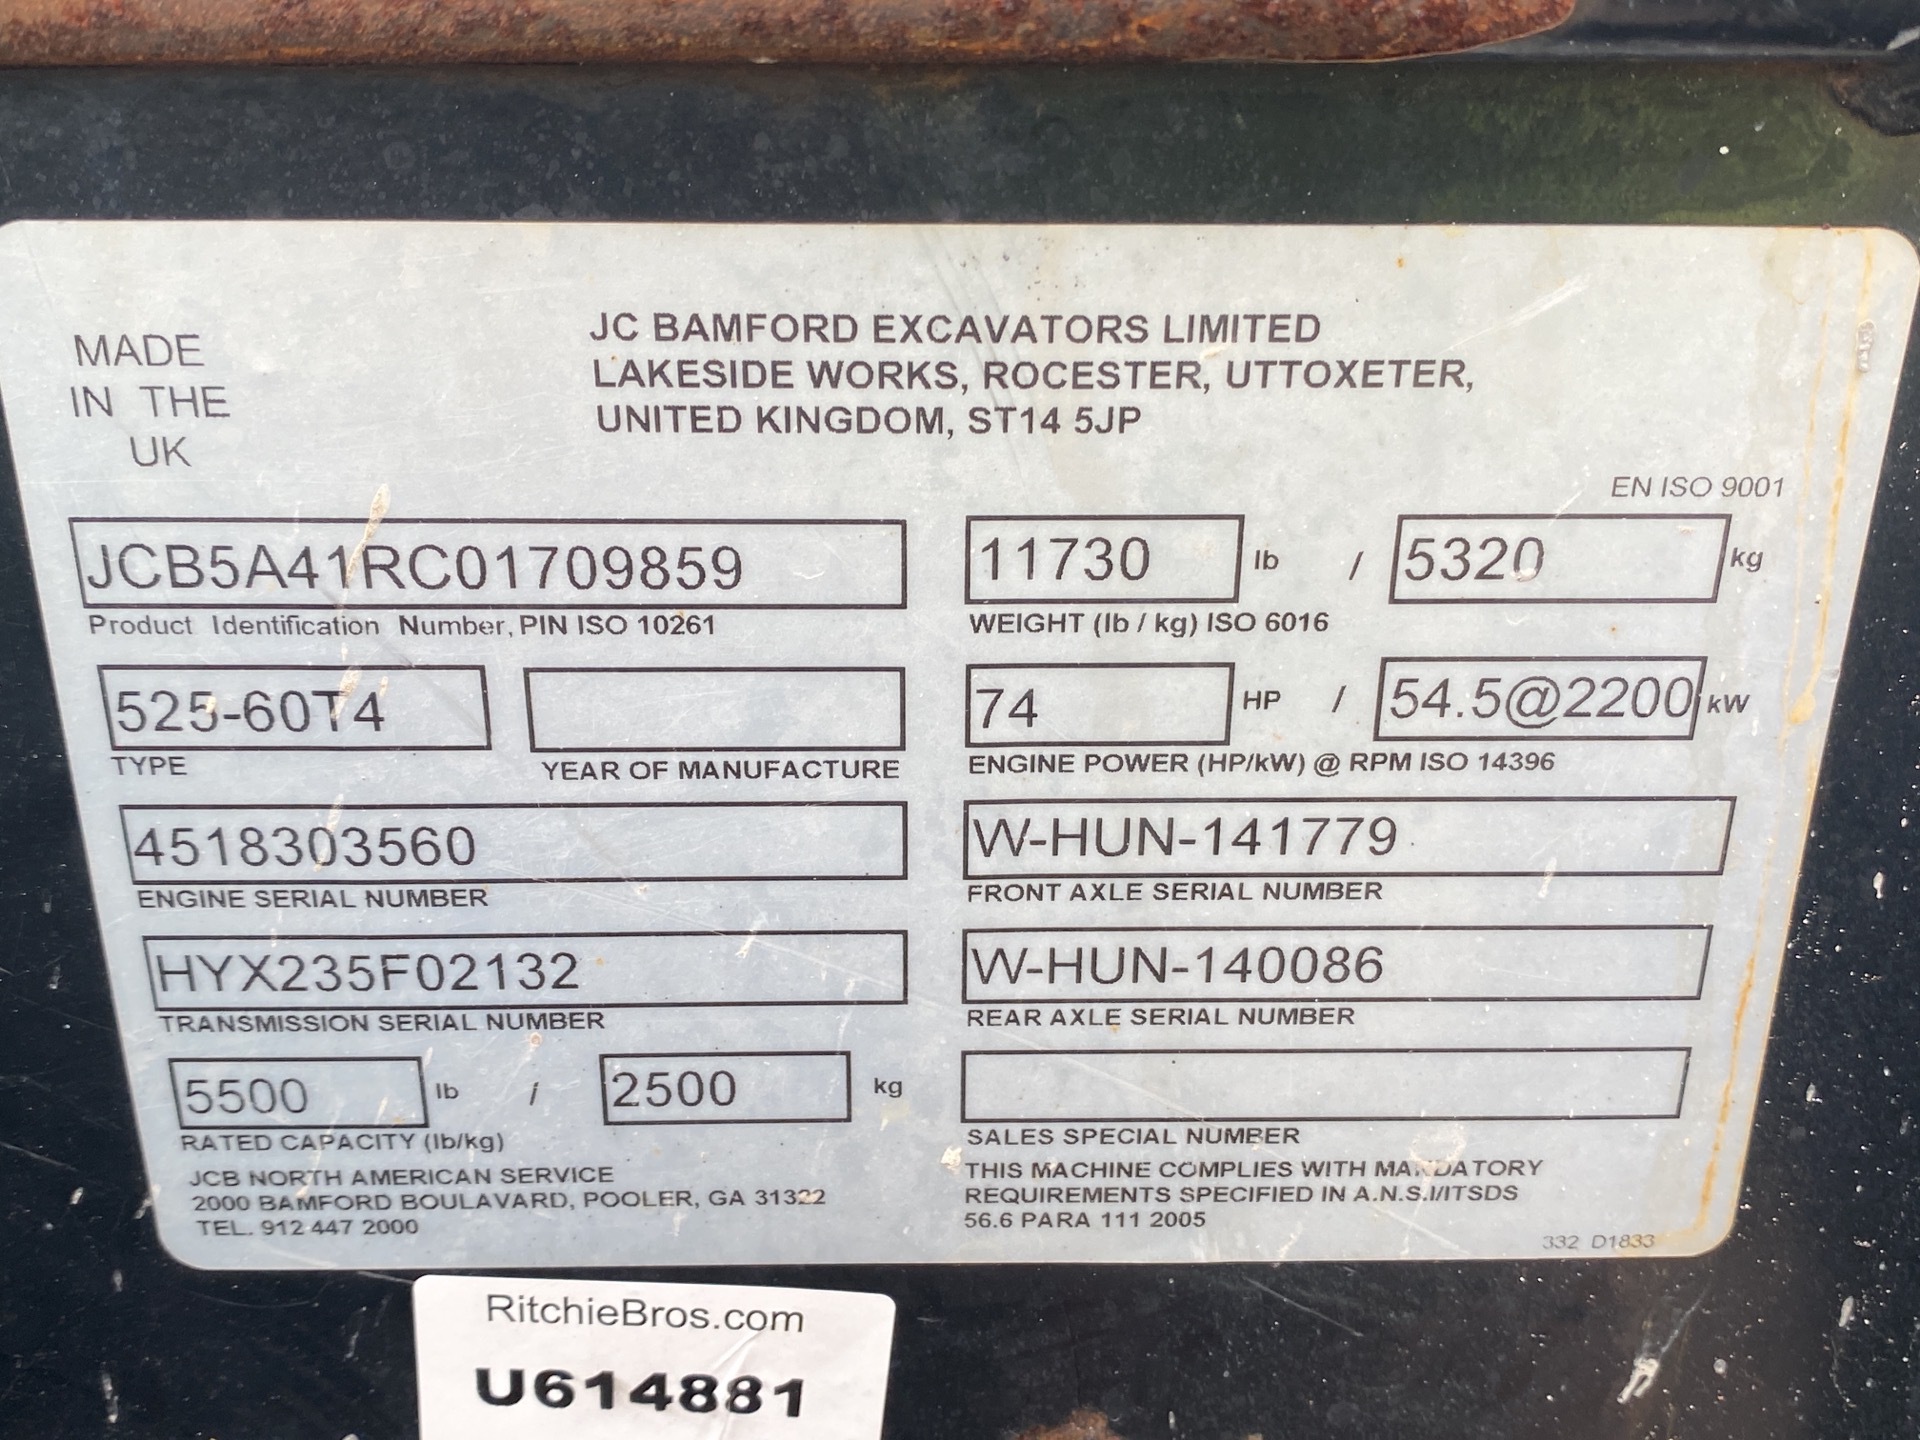 MADE
IN THE
UK
JC BAMFORD EXCAVATORS LIMITED
LAKESIDE WORKS, ROCESTER, UTTOXETER,
UNITED KINGDOM, ST14 5JP
EN ISO 9001
JCB5A41RC01709859
Product Identification Number, PIN ISO 10261
11730 lb / 5320 kg
WEIGHT (lb / kg) ISO 6016
525-60T4
TYPE
YEAR OF MANUFACTURE
74 HP / 54.5@2200 kW
ENGINE POWER (HP/kW) @ RPM ISO 14396
4518303560
ENGINE SERIAL NUMBER
W-HUN-141779
FRONT AXLE SERIAL NUMBER
HYX235F02132
TRANSMISSION SERIAL NUMBER
W-HUN-140086
REAR AXLE SERIAL NUMBER
5500 lb / 2500 kg
RATED CAPACITY (lb/kg)
SALES SPECIAL NUMBER
JCB NORTH AMERICAN SERVICE
2000 BAMFORD BOULAVARD, POOLER, GA 31322
TEL. 912 447 2000
THIS MACHINE COMPLIES WITH MANDATORY
REQUIREMENTS SPECIFIED IN A.N.S.I/ITSDS
56.6 PARA 111 2005
332 D1833
RitchieBros.com
U614881